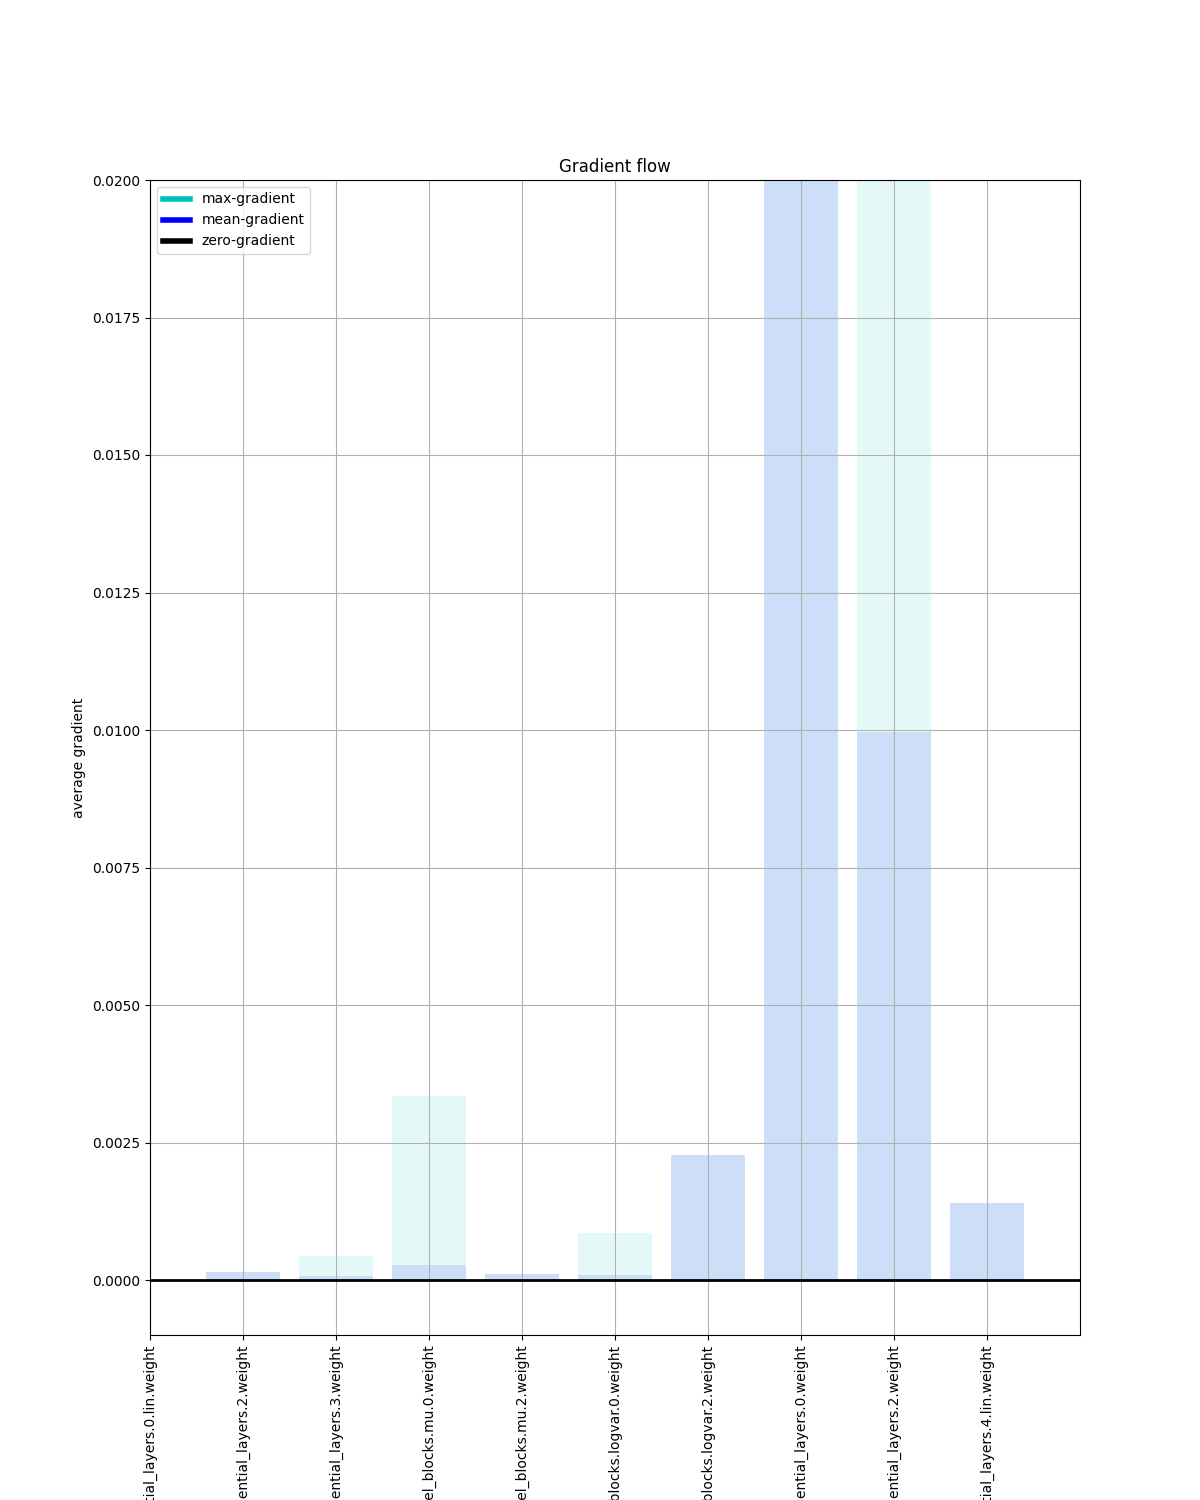 Gradient flow
max-gradient
mean-gradient
zero-gradient
0.0200
0.0175
0.0150
0.0125
0.0100
0.0075
0.0050
0.0025
0.0000
average gradient
tial_layers.0.lin.weight
ential_layers.2.weight
ential_layers.3.weight
el_blocks.mu.0.weight
el_blocks.mu.2.weight
blocks.logvar.0.weight
blocks.logvar.2.weight
ential_layers.0.weight
ential_layers.2.weight
tial_layers.4.lin.weight